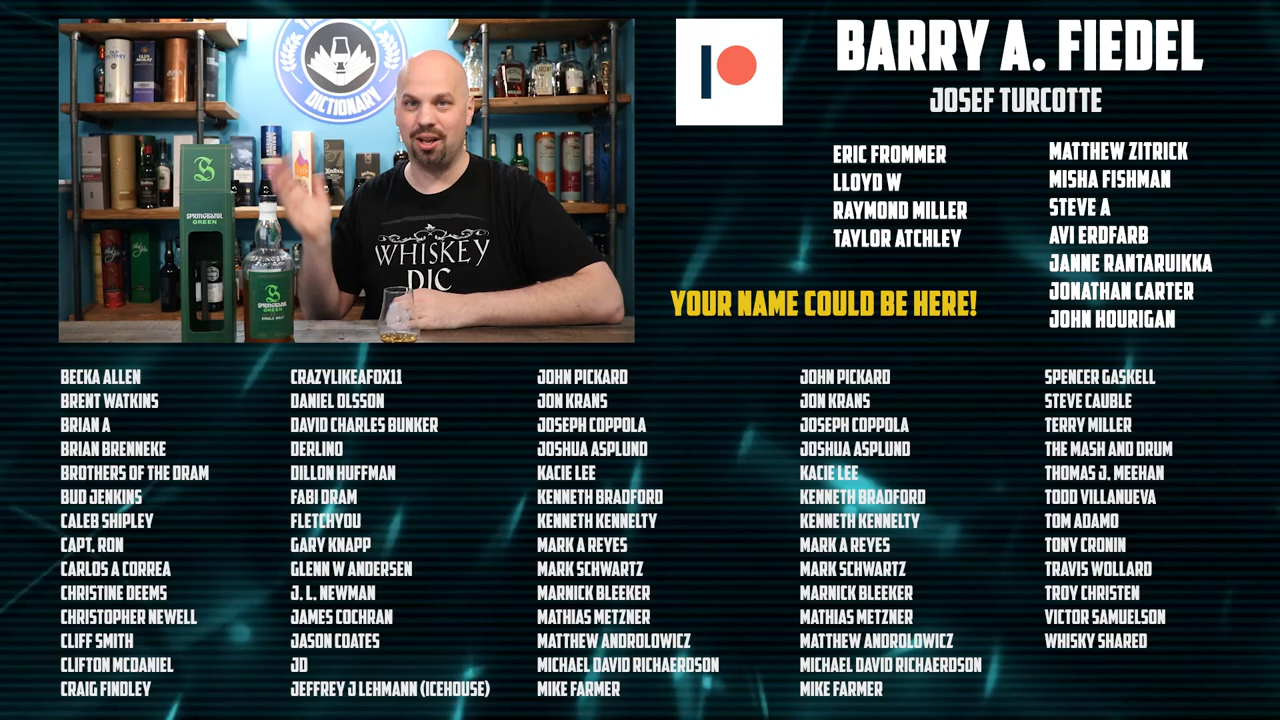 DICTIONARY
SPRINGBANK
GREEN
SPRINGBANK
GREEN
SINGLE MALT
WHISKEY
DIC
BARRY A. FIEDEL
JOSEF TURCOTTE
ERIC FROMMER
LLOYD W
RAYMOND MILLER
TAYLOR ATCHLEY
MATTHEW ZITRICK
MISHA FISHMAN
STEVE A
AVI ERDFARB
JANNE RANTARUIKKA
JONATHAN CARTER
JOHN HOURIGAN
YOUR NAME COULD BE HERE!
BECKA ALLEN
BRENT WATKINS
BRIAN A
BRIAN BRENNEKE
BROTHERS OF THE DRAM
BUD JENKINS
CALEB SHIPLEY
CAPT. RON
CARLOS A CORREA
CHRISTINE DEEMS
CHRISTOPHER NEWELL
CLIFF SMITH
CLIFTON MCDANIEL
CRAIG FINDLEY
CRAZYLIKEAFOX11
DANIEL OLSSON
DAVID CHARLES BUNKER
DERLINO
DILLON HUFFMAN
FABI DRAM
FLETCHYOU
GARY KNAPP
GLENN W ANDERSEN
J. L. NEWMAN
JAMES COCHRAN
JASON COATES
JD
JEFFREY J LEHMANN (ICEHOUSE)
JOHN PICKARD
JON KRANS
JOSEPH COPPOLA
JOSHUA ASPLUND
KACIE LEE
KENNETH BRADFORD
KENNETH KENNELTY
MARK A REYES
MARK SCHWARTZ
MARNICK BLEEKER
MATHIAS METZNER
MATTHEW ANDROLOWICZ
MICHAEL DAVID RICHAERDSON
MIKE FARMER
JOHN PICKARD
JON KRANS
JOSEPH COPPOLA
JOSHUA ASPLUND
KACIE LEE
KENNETH BRADFORD
KENNETH KENNELTY
MARK A REYES
MARK SCHWARTZ
MARNICK BLEEKER
MATHIAS METZNER
MATTHEW ANDROLOWICZ
MICHAEL DAVID RICHAERDSON
MIKE FARMER
SPENCER GASKELL
STEVE CAUBLE
TERRY MILLER
THE MASH AND DRUM
THOMAS J. MEEHAN
TODD VILLANUEVA
TOM ADAMO
TONY CRONIN
TRAVIS WOLLARD
TROY CHRISTEN
VICTOR SAMUELSON
WHISKY SHARED